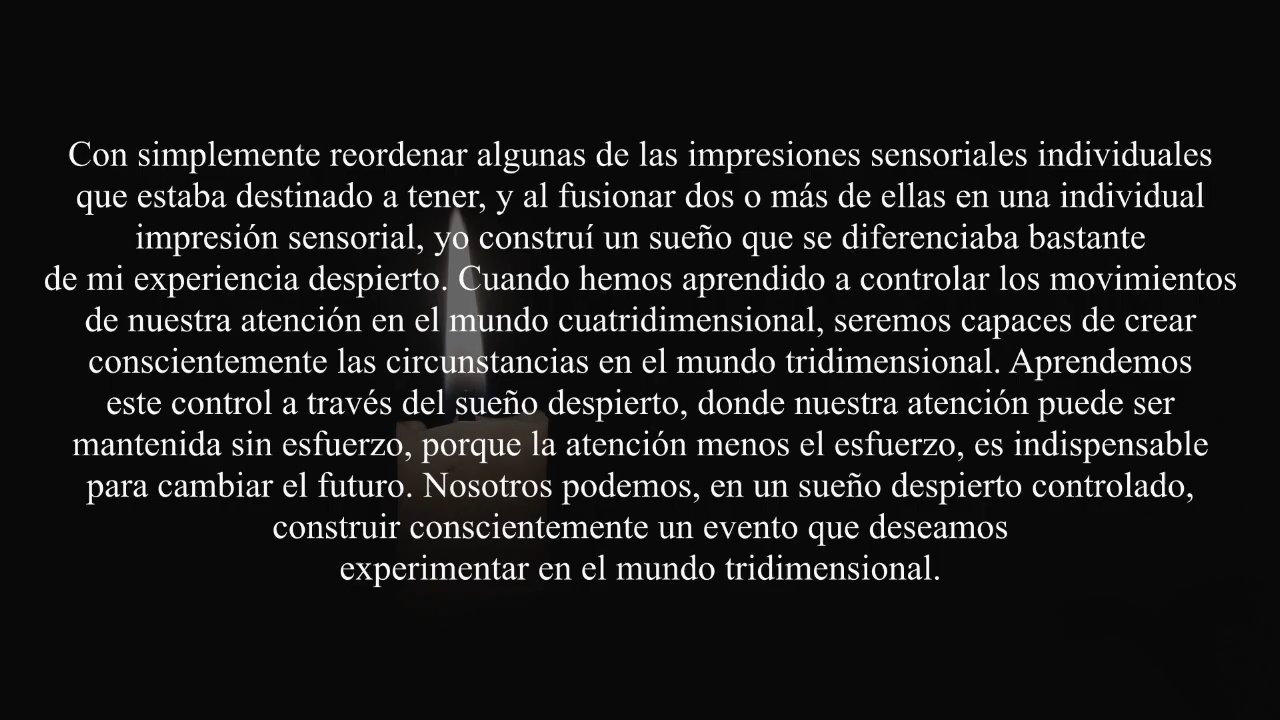 Con simplemente reordenar algunas de las impresiones sensoriales individuales
que estaba destinado a tener, y al fusionar dos o más de ellas en una individual
impresión sensorial, yo construí un sueño que se diferenciaba bastante
de mi experiencia despierto. Cuando hemos aprendido a controlar los movimientos
de nuestra atención en el mundo cuatridimensional, seremos capaces de crear
conscientemente las circunstancias en el mundo tridimensional. Aprendemos
este control a través del sueño despierto, donde nuestra atención puede ser
mantenida sin esfuerzo, porque la atención menos el esfuerzo, es indispensable
para cambiar el futuro. Nosotros podemos, en un sueño despierto controlado,
construir conscientemente un evento que deseamos
experimentar en el mundo tridimensional.